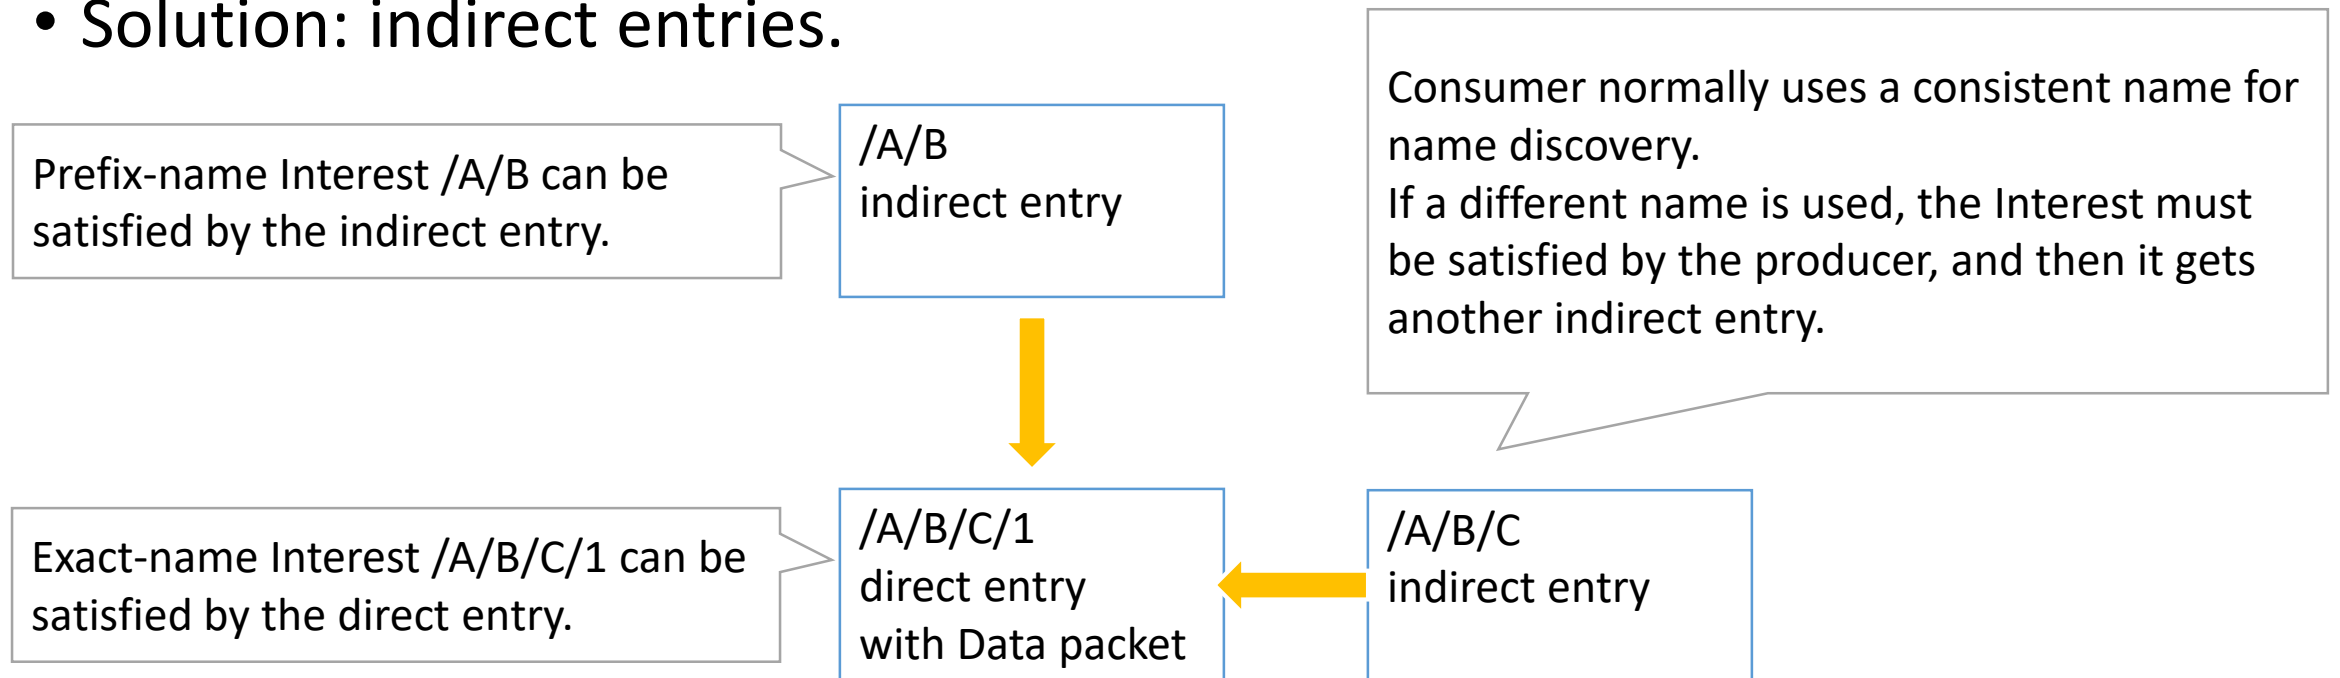 • Solution: indirect entries.
Prefix-name Interest /A/B can be
satisfied by the indirect entry.
/A/B
indirect entry
Consumer normally uses a consistent name for
name discovery.
If a different name is used, the Interest must
be satisfied by the producer, and then it gets
another indirect entry.
Exact-name Interest /A/B/C/1 can be
satisfied by the direct entry.
/A/B/C/1
direct entry
with Data packet
/A/B/C
indirect entry